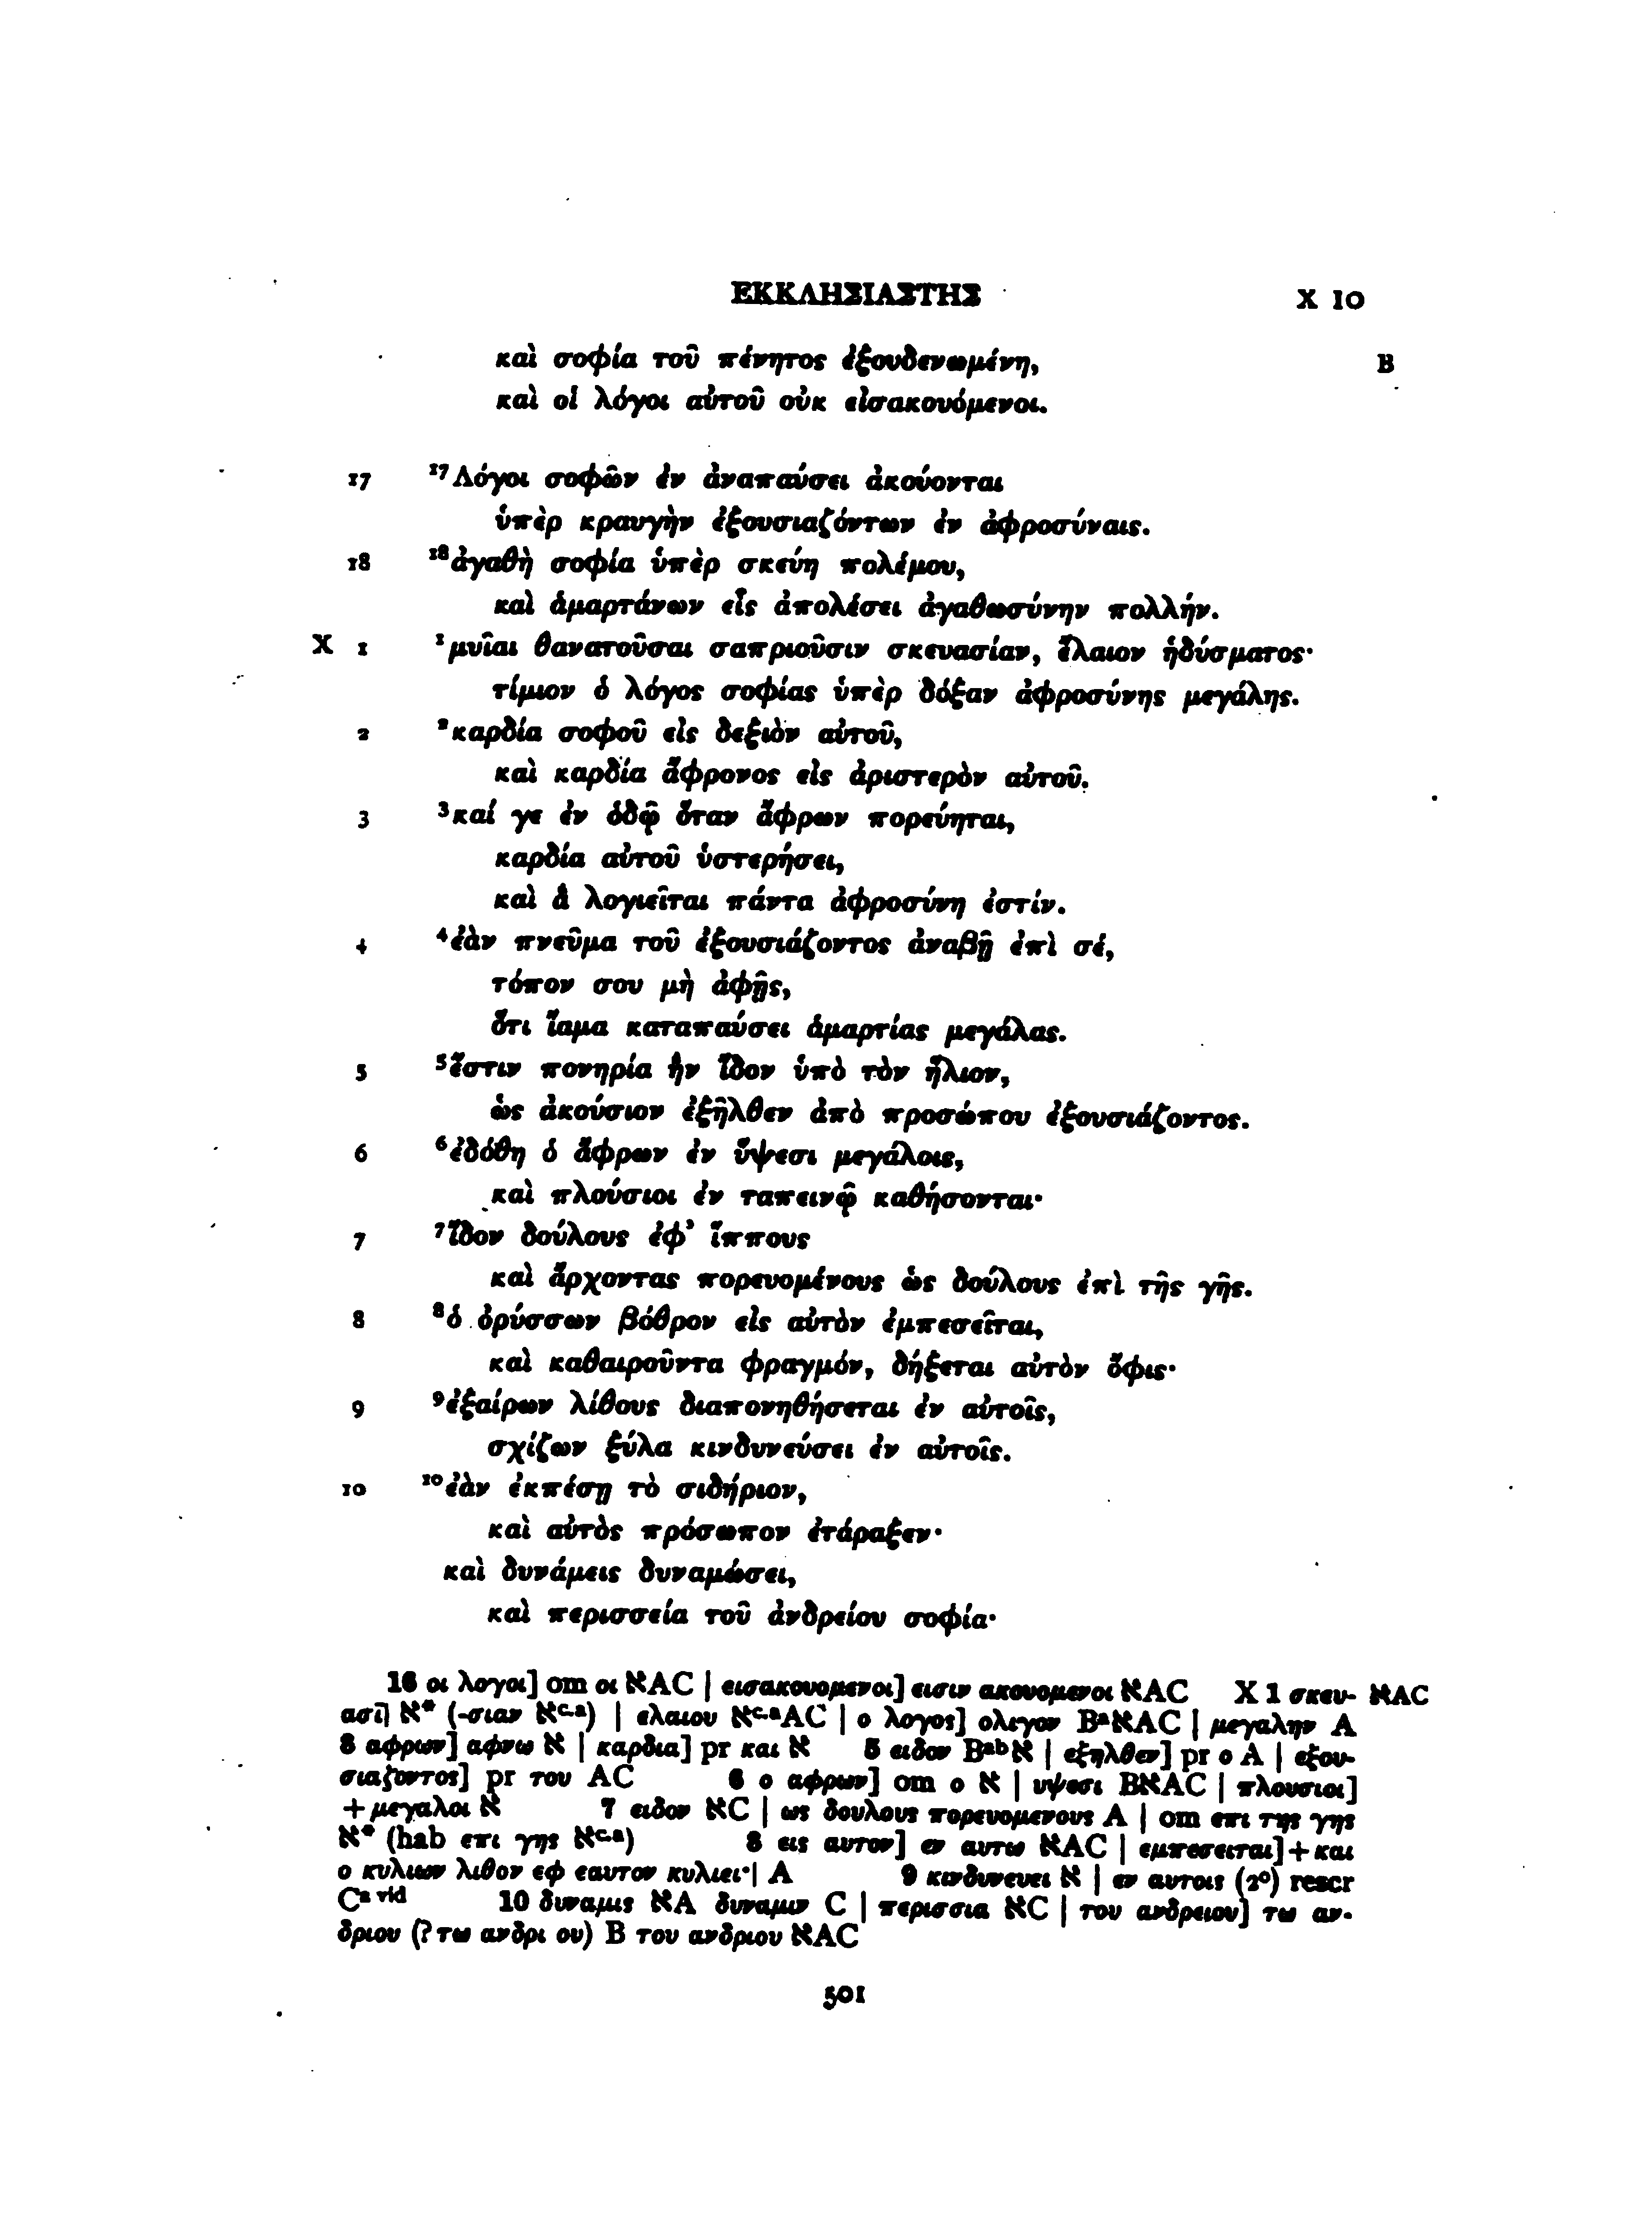 ΕΚΚΛΗΣΙΑΣΤΗΣ X 10
καὶ σοφία τοῦ πένητος ἐξουδενωμένη, B
καὶ οἱ λόγοι αὐτοῦ οὐκ εἰσακουόμενοι.
17 ¹⁷Λόγοι σοφῶν ἐν ἀναπαύσει ἀκούονται
ὑπὲρ κραυγὴν ἐξουσιαζόντων ἐν ἀφροσύναις.
18 ¹⁸ἀγαθὴ σοφία ὑπὲρ σκεύη πολέμου,
καὶ ἁμαρτάνων εἷς ἀπολέσει ἀγαθωσύνην πολλήν.
X 1 ¹μυῖαι θανατοῦσαι σαπριοῦσιν σκευασίαν, ἔλαιον ἡδύσματος·
τίμιον ὁ λόγος σοφίας ὑπὲρ δόξαν ἀφροσύνης μεγάλης.
2 ²καρδία σοφοῦ εἰς δεξιὸν αὐτοῦ,
καὶ καρδία ἄφρονος εἰς ἀριστερὸν αὐτοῦ.
3 ³καί γε ἐν ὁδῷ ὅταν ἄφρων πορεύηται,
καρδία αὐτοῦ ὑστερήσει,
καὶ ἃ λογιεῖται πάντα ἀφροσύνη ἐστίν.
4 ⁴ἐὰν πνεῦμα τοῦ ἐξουσιάζοντος ἀναβῇ ἐπὶ σέ,
τόπον σου μὴ ἀφῇς,
ὅτι ἴαμα καταπαύσει ἁμαρτίας μεγάλας.
5 ⁵ἔστιν πονηρία ἣν ἴδον ὑπὸ τὸν ἥλιον,
ὡς ἀκούσιον ἐξῆλθεν ἀπὸ προσώπου ἐξουσιάζοντος.
6 ⁶ἐδόθη ὁ ἄφρων ἐν ὕψεσι μεγάλοις,
καὶ πλούσιοι ἐν ταπεινῷ καθήσονται·
7 ⁷ἴδον δούλους ἐφ’ ἵππους
καὶ ἄρχοντας πορευομένους ὡς δούλους ἐπὶ τῆς γῆς.
8 ⁸ὁ ὀρύσσων βόθρον εἰς αὐτὸν ἐμπεσεῖται,
καὶ καθαιροῦντα φραγμόν, δήξεται αὐτὸν ὄφις·
9 ⁹ἐξαίρων λίθους διαπονηθήσεται ἐν αὐτοῖς,
σχίζων ξύλα κινδυνεύσει ἐν αὐτοῖς.
10 ¹⁰ἐὰν ἐκπέσῃ τὸ σιδήριον,
καὶ αὐτὸς πρόσωπον ἐτάραξεν·
καὶ δυνάμεις δυναμώσει,
καὶ περισσεία τοῦ ἀνδρείου σοφία·
16 οι λογοι] om οι ℵAC | εισακουομενοι] εισιν ακουομενοι ℵAC X 1 σκευ- ℵAC
ασῑ] ℵ* (-σιαν ℵᶜ·ᵃ) | ελαιου ℵᶜ·ᵃAC | ο λογος] ολιγον BᵃℵAC | μεγαλην A
3 αφρων] αφνω ℵ | καρδια] pr και ℵ 5 ειδον Bᵃᵇℵ | εξηλθεν] pr ο A | εξου-
σιαζοντος] pr του AC 6 ο αφρων] om ο ℵ | υψεσι BℵAC | πλουσιοι]
+μεγαλοι ℵ 7 ειδον ℵC | ως δουλους πορευομενους A | om επι της γης
ℵ* (hab επι γης ℵᶜ·ᵃ) 8 εις αυτον] εν αυτω ℵAC | εμπεσειται]+και
ο κυλιων λιθον εφ εαυτον κυλιει·| A 9 κινδυνευει ℵ | εν αυτοις (2⁰) rescr
Cᵃ ᵛⁱᵈ 10 δυναμις ℵA δυναμιν C | περισσια ℵC | του ανδρειου] τω αν-
δριου (? τω ανδρι ου) B του ανδριου ℵAC
501